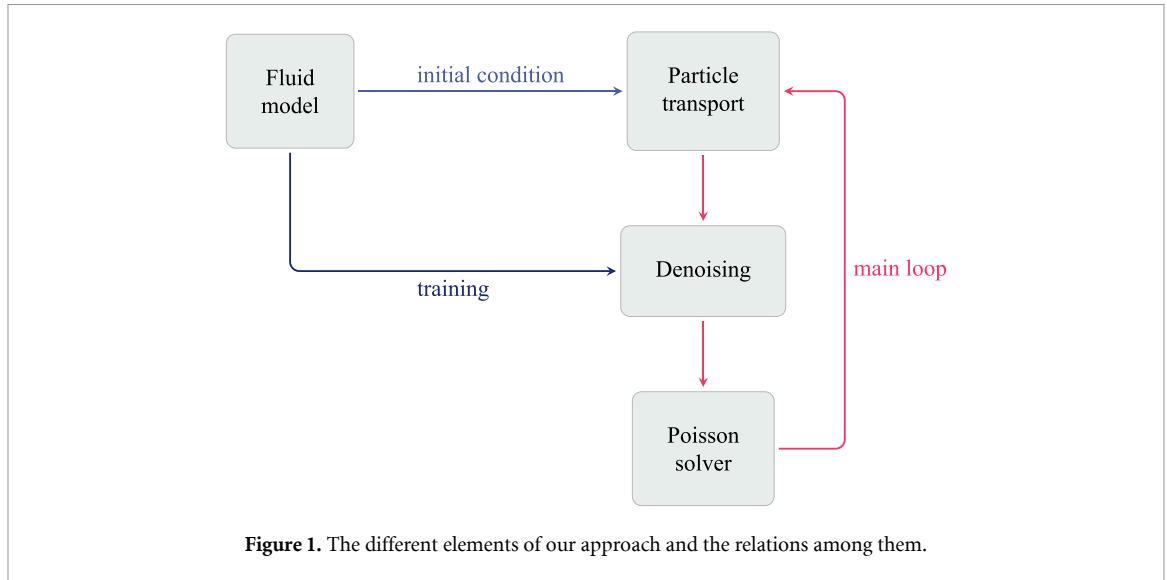 Fluid
model
initial condition
Particle
transport
training
Denoising
main loop
Poisson
solver
Figure 1. The different elements of our approach and the relations among them.